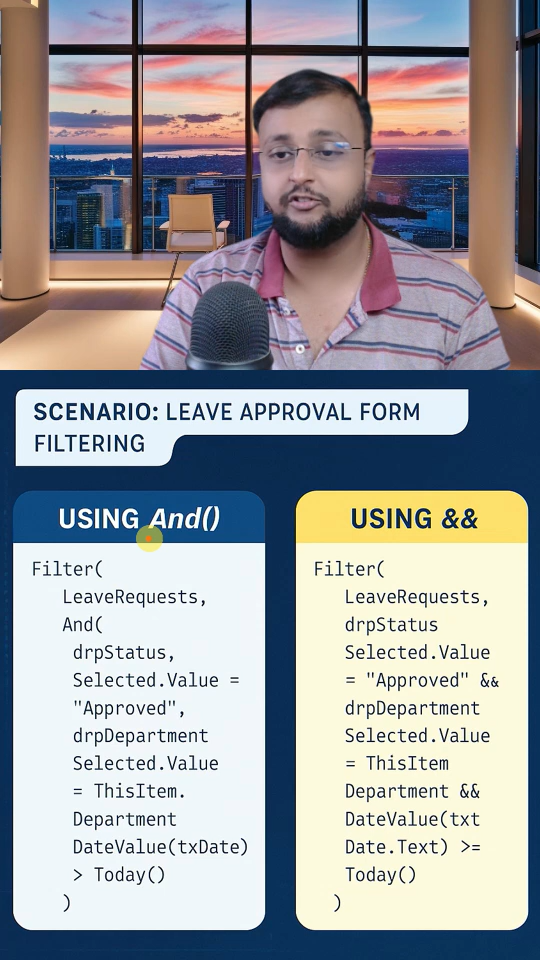 SCENARIO: LEAVE APPROVAL FORM
FILTERING
USING And()
Filter(
LeaveRequests,
And(
drpStatus,
Selected.Value =
"Approved",
drpDepartment
Selected.Value
= ThisItem.
Department
DateValue(txDate)
> Today()
)
USING &&
Filter(
LeaveRequests,
drpStatus
Selected.Value
= "Approved" &&
drpDepartment
Selected.Value
= ThisItem
Department &&
DateValue(txt
Date.Text) >=
Today()
)